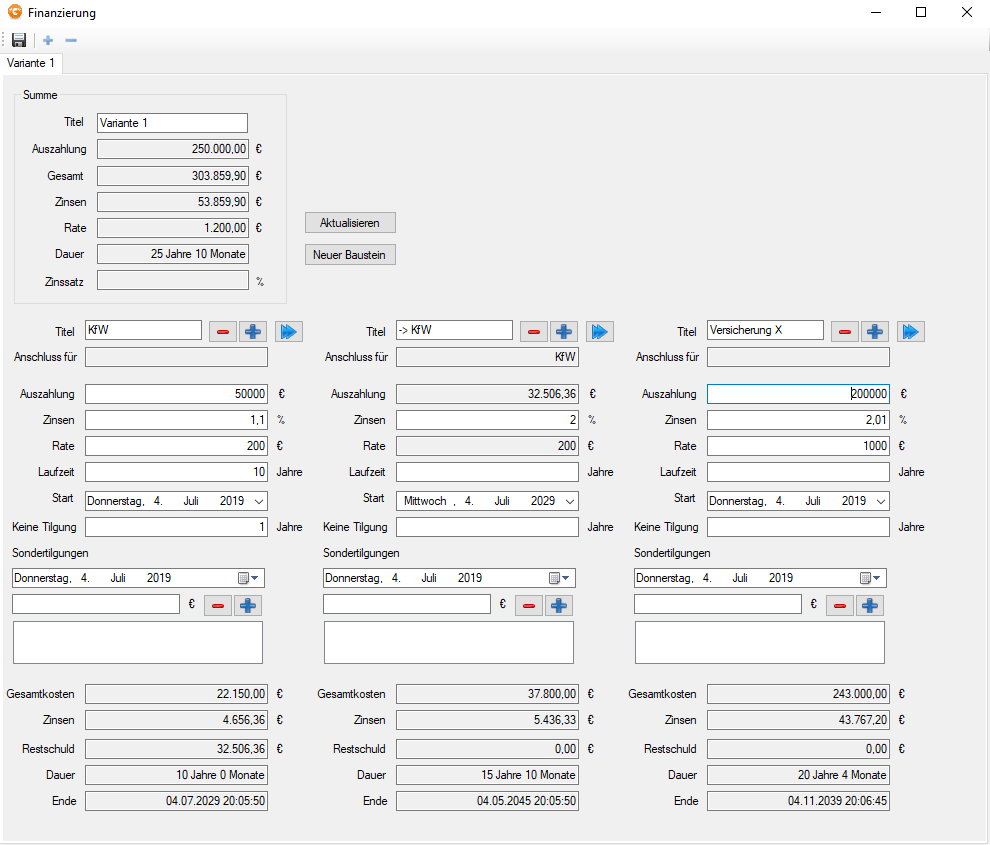 Finanzierung
Variante 1
Summe
Titel Variante 1
Auszahlung 250.000,00 €
Gesamt 303.859,90 €
Zinsen 53.859,90 €
Rate 1.200,00 € Aktualisieren
Dauer 25 Jahre 10 Monate Neuer Baustein
Zinssatz %
Titel KfW Titel -> KfW Titel Versicherung X
Anschluss für Anschluss für KfW Anschluss für
Auszahlung 50000 € Auszahlung 32.506,36 € Auszahlung 200000 €
Zinsen 1,1 % Zinsen 2 % Zinsen 2,01 %
Rate 200 € Rate 200 € Rate 1000 €
Laufzeit 10 Jahre Laufzeit Jahre Laufzeit Jahre
Start Donnerstag, 4. Juli 2019 Start Mittwoch , 4. Juli 2029 Start Donnerstag, 4. Juli 2019
Keine Tilgung 1 Jahre Keine Tilgung Jahre Keine Tilgung Jahre
Sondertilgungen Sondertilgungen Sondertilgungen
Donnerstag, 4. Juli 2019 Donnerstag, 4. Juli 2019 Donnerstag, 4. Juli 2019
€ € €
Gesamtkosten 22.150,00 € Gesamtkosten 37.800,00 € Gesamtkosten 243.000,00 €
Zinsen 4.656,36 € Zinsen 5.436,33 € Zinsen 43.767,20 €
Restschuld 32.506,36 € Restschuld 0,00 € Restschuld 0,00 €
Dauer 10 Jahre 0 Monate Dauer 15 Jahre 10 Monate Dauer 20 Jahre 4 Monate
Ende 04.07.2029 20:05:50 Ende 04.05.2045 20:05:50 Ende 04.11.2039 20:06:45